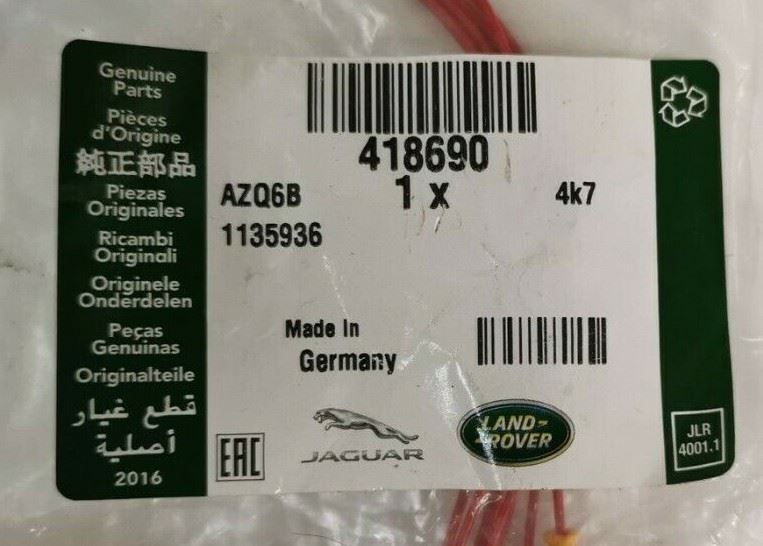 Genuine
Parts
Pièces
d'Origine
純正部品
Piezas
Originales
Ricambi
Originali
Originele
Onderdelen
Peças
Genuinas
Originalteile
قطع غيار
أصلية
2016
418690
AZQ6B
1 x
4k7
1135936
Made In
Germany
EAC
JAGUAR
LAND-
-ROVER
JLR
4001.1